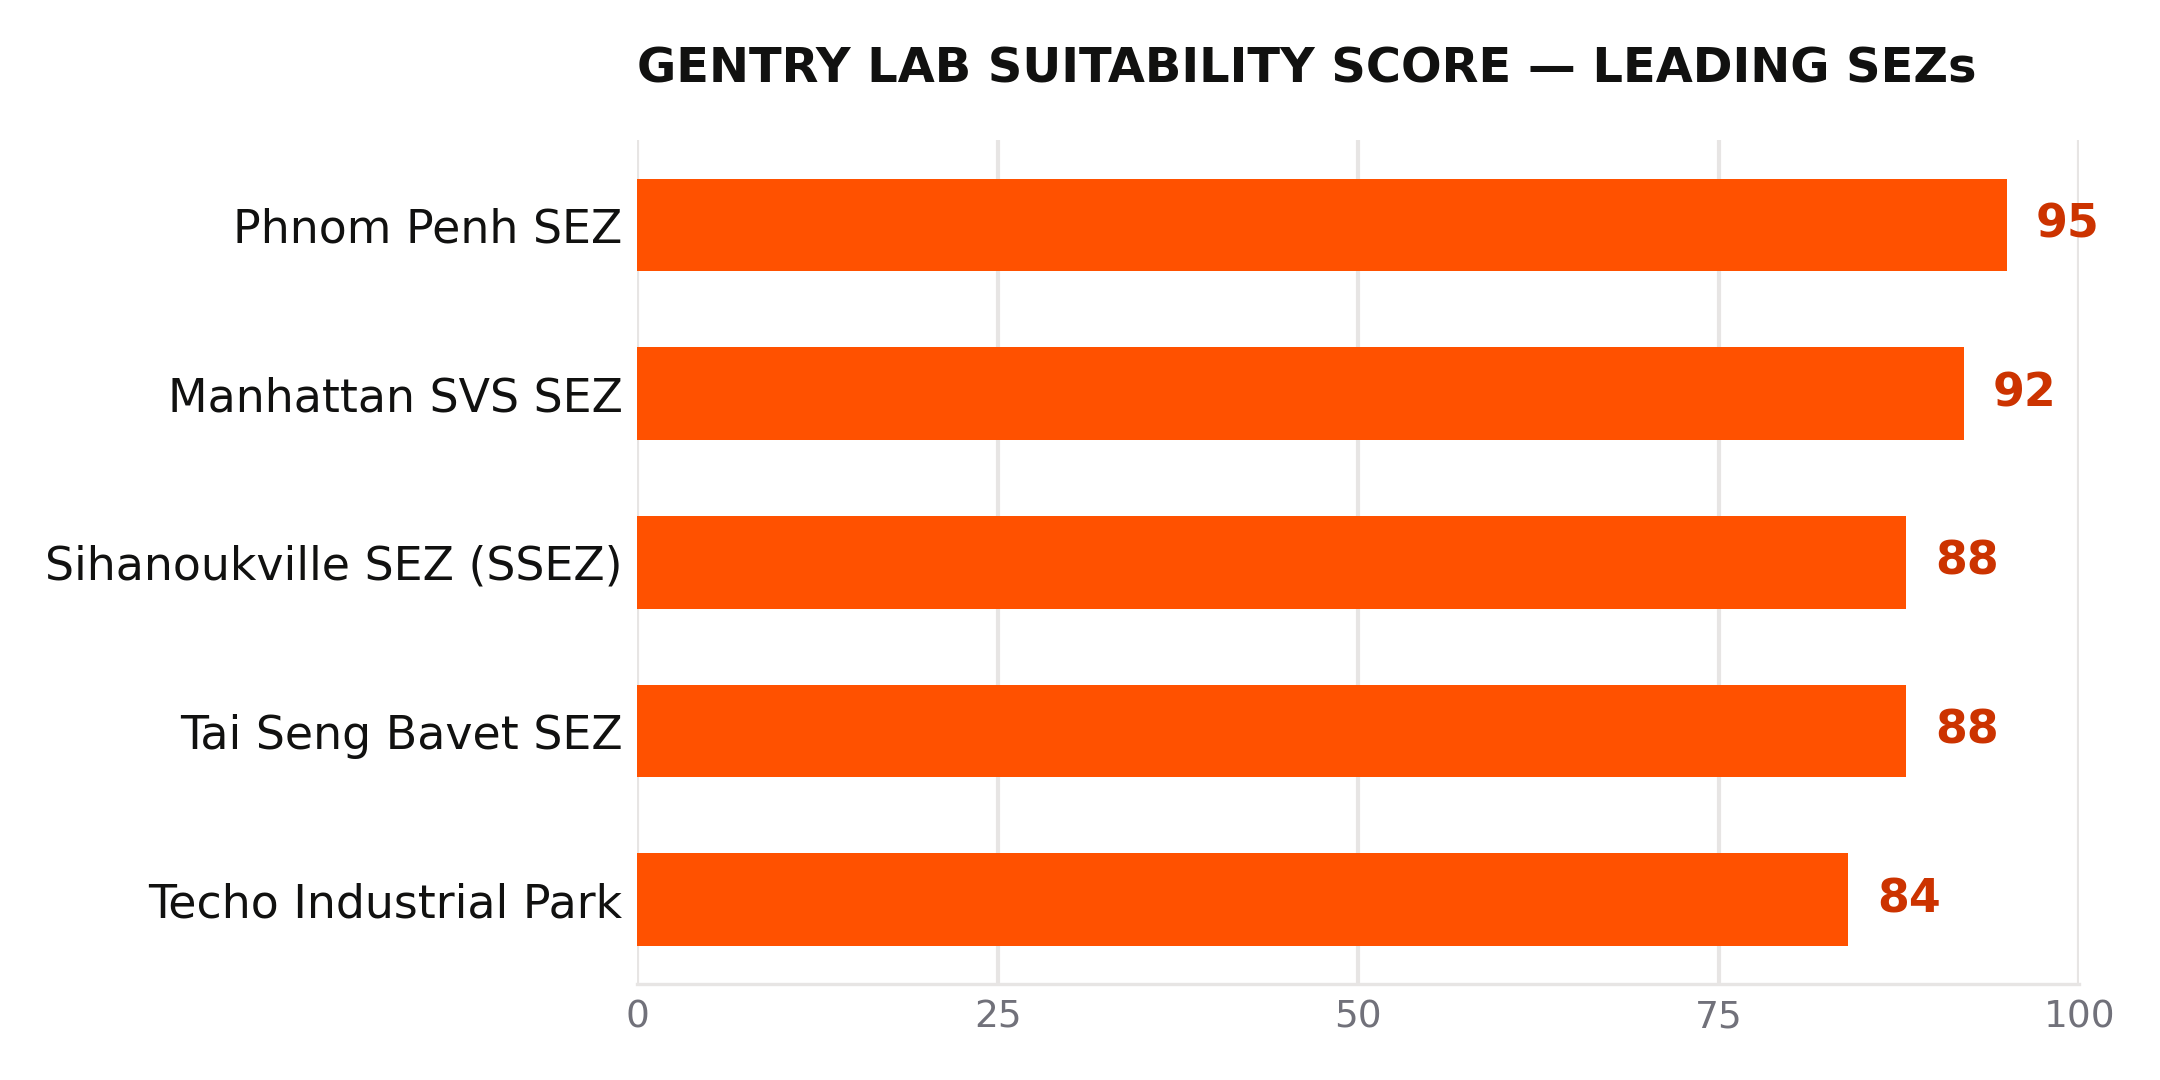 GENTRY LAB SUITABILITY SCORE — LEADING SEZs
Phnom Penh SEZ 95
Manhattan SVS SEZ 92
Sihanoukville SEZ (SSEZ) 88
Tai Seng Bavet SEZ 88
Techo Industrial Park 84
0 25 50 75 100